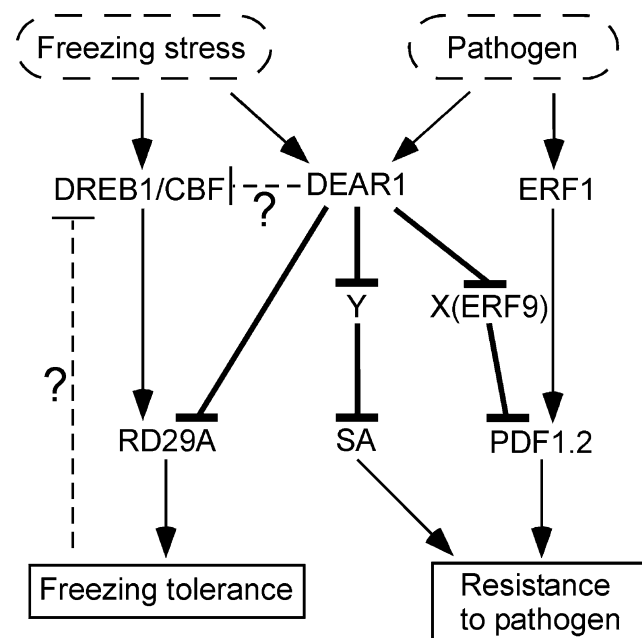 Freezing stress
Pathogen
DREB1/CBF
?
DEAR1
ERF1
Y
X(ERF9)
?
RD29A
SA
PDF1.2
Freezing tolerance
Resistance
to pathogen